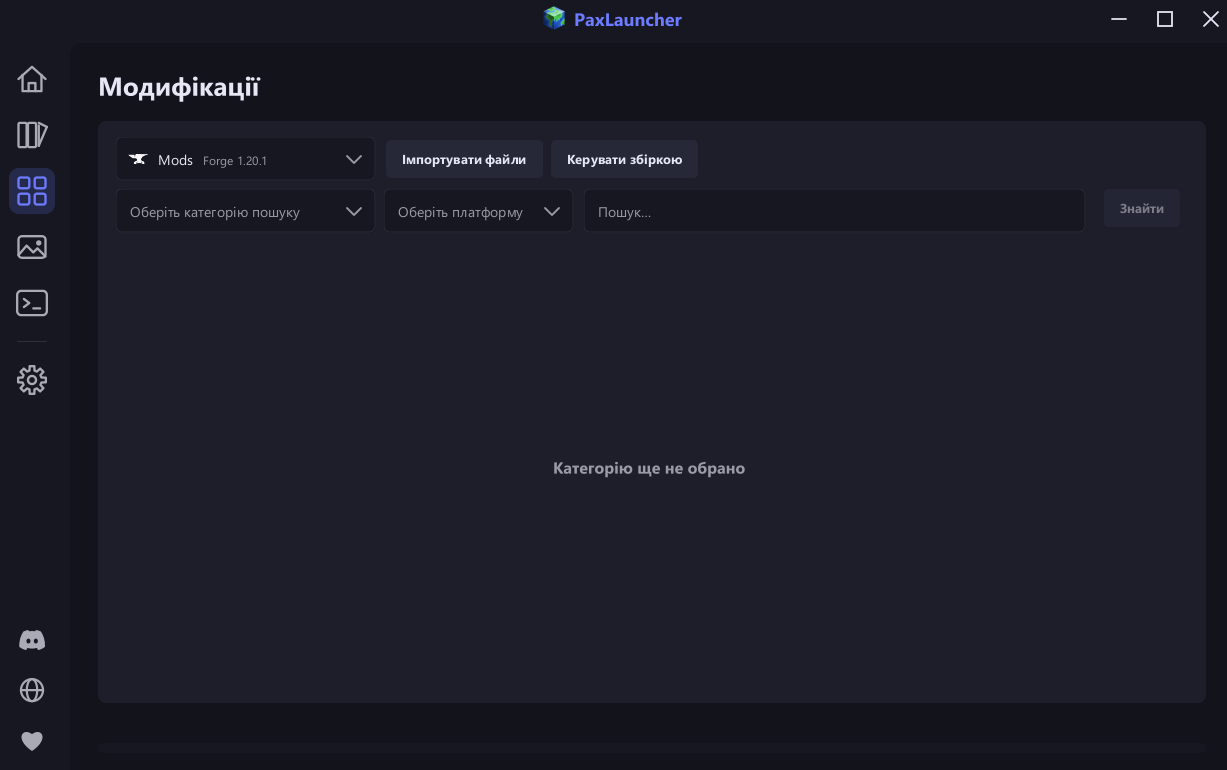 PaxLauncher
Модифікації
Mods Forge 1.20.1
Імпортувати файли
Керувати збіркою
Оберіть категорію пошуку
Оберіть платформу
Пошук...
Знайти
Категорію ще не обрано